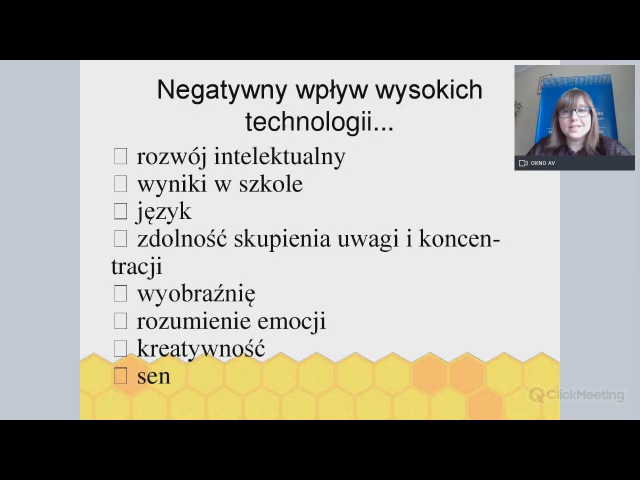 Negatywny wpływ wysokich
technologii...
rozwój intelektualny
wyniki w szkole
język
zdolność skupienia uwagi i koncen-
tracji
wyobraźnię
rozumienie emocji
kreatywność
sen
OKNO AV
ClickMeeting